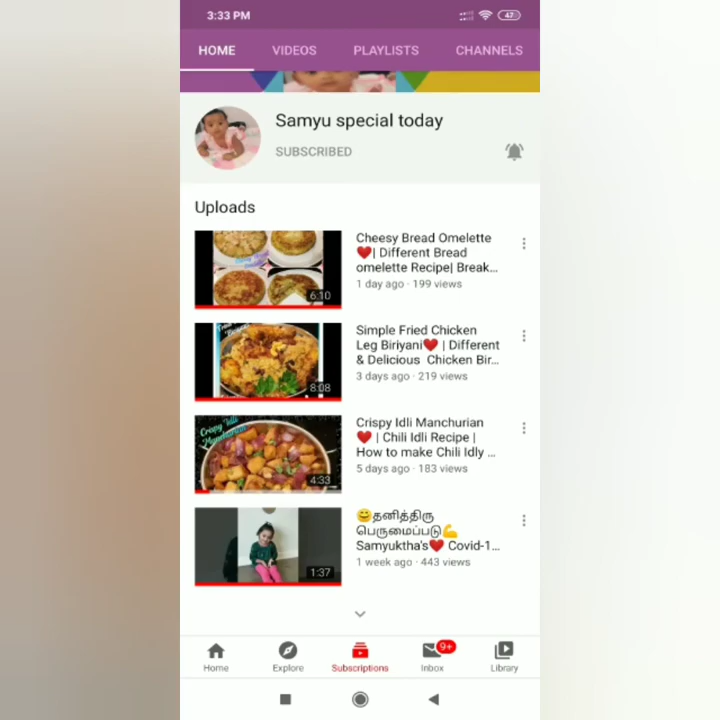 3:33 PM
47
HOME VIDEOS PLAYLISTS CHANNELS
Samyu special today
SUBSCRIBED
Uploads
Cheesy Bread Omelette
❤️| Different Bread
omelette Recipe| Break...
1 day ago · 199 views
6:10
Simple Fried Chicken
Leg Biriyani❤️ | Different
& Delicious Chicken Bir...
3 days ago · 219 views
8:08
Crispy Idli
Manchurian
Crispy Idli Manchurian
❤️ | Chili Idli Recipe |
How to make Chili Idly ...
5 days ago · 183 views
4:33
😊தனித்திரு
பெருமைப்படு💪
Samyuktha's❤️ Covid-1...
1 week ago · 443 views
1:37
9+
Home Explore Subscriptions Inbox Library